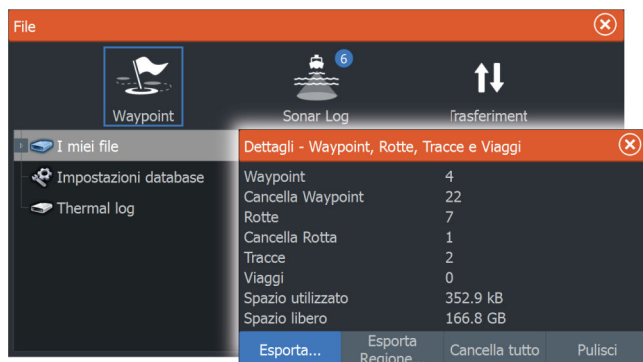 File
6
Waypoint
Sonar Log
Trasferiment
I miei file
Impostazioni database
Thermal log
Dettagli - Waypoint, Rotte, Tracce e Viaggi
Waypoint 4
Cancella Waypoint 22
Rotte 7
Cancella Rotta 1
Tracce 2
Viaggi 0
Spazio utilizzato 352.9 kB
Spazio libero 166.8 GB
Esporta...
Esporta
Regione...
Cancella tutto
Pulisci